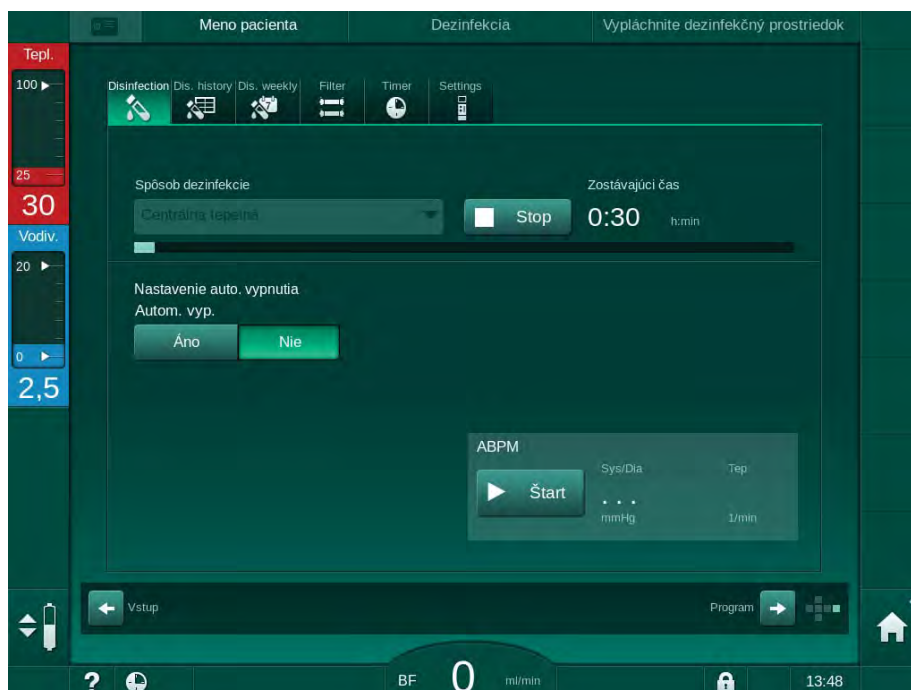 Meno pacienta Dezinfekcia Vypláchnite dezinfekčný prostriedok
Tepl.
100
25
30
Vodiv.
20
0
2,5
Disinfection Dis. history Dis. weekly Filter Timer Settings
7
Spôsob dezinfekcie Zostávajúci čas
Centrálna tepelná Stop 0:30 h:min
Nastavenie auto. vypnutia
Autom. vyp.
Áno Nie
ABPM
Sys/Dia Tep
Štart . . .
mmHg 1/min
Vstup Program
? BF 0 ml/min 13:48